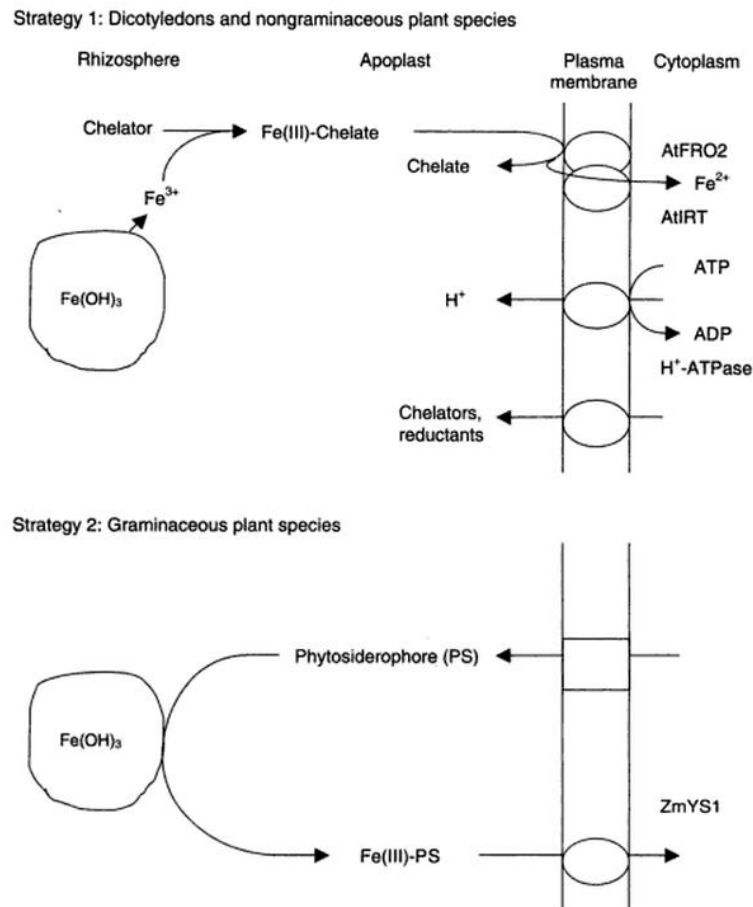 Strategy 1: Dicotyledons and nongraminaceous plant species
Rhizosphere
Apoplast
Plasma
membrane
Cytoplasm
Chelator
Fe(III)-Chelate
Chelate
AtFRO2
Fe²⁺
Fe³⁺
AtIRT
Fe(OH)₃
ATP
H⁺
ADP
H⁺-ATPase
Chelators,
reductants
Strategy 2: Graminaceous plant species
Phytosiderophore (PS)
Fe(OH)₃
ZmYS1
Fe(III)-PS